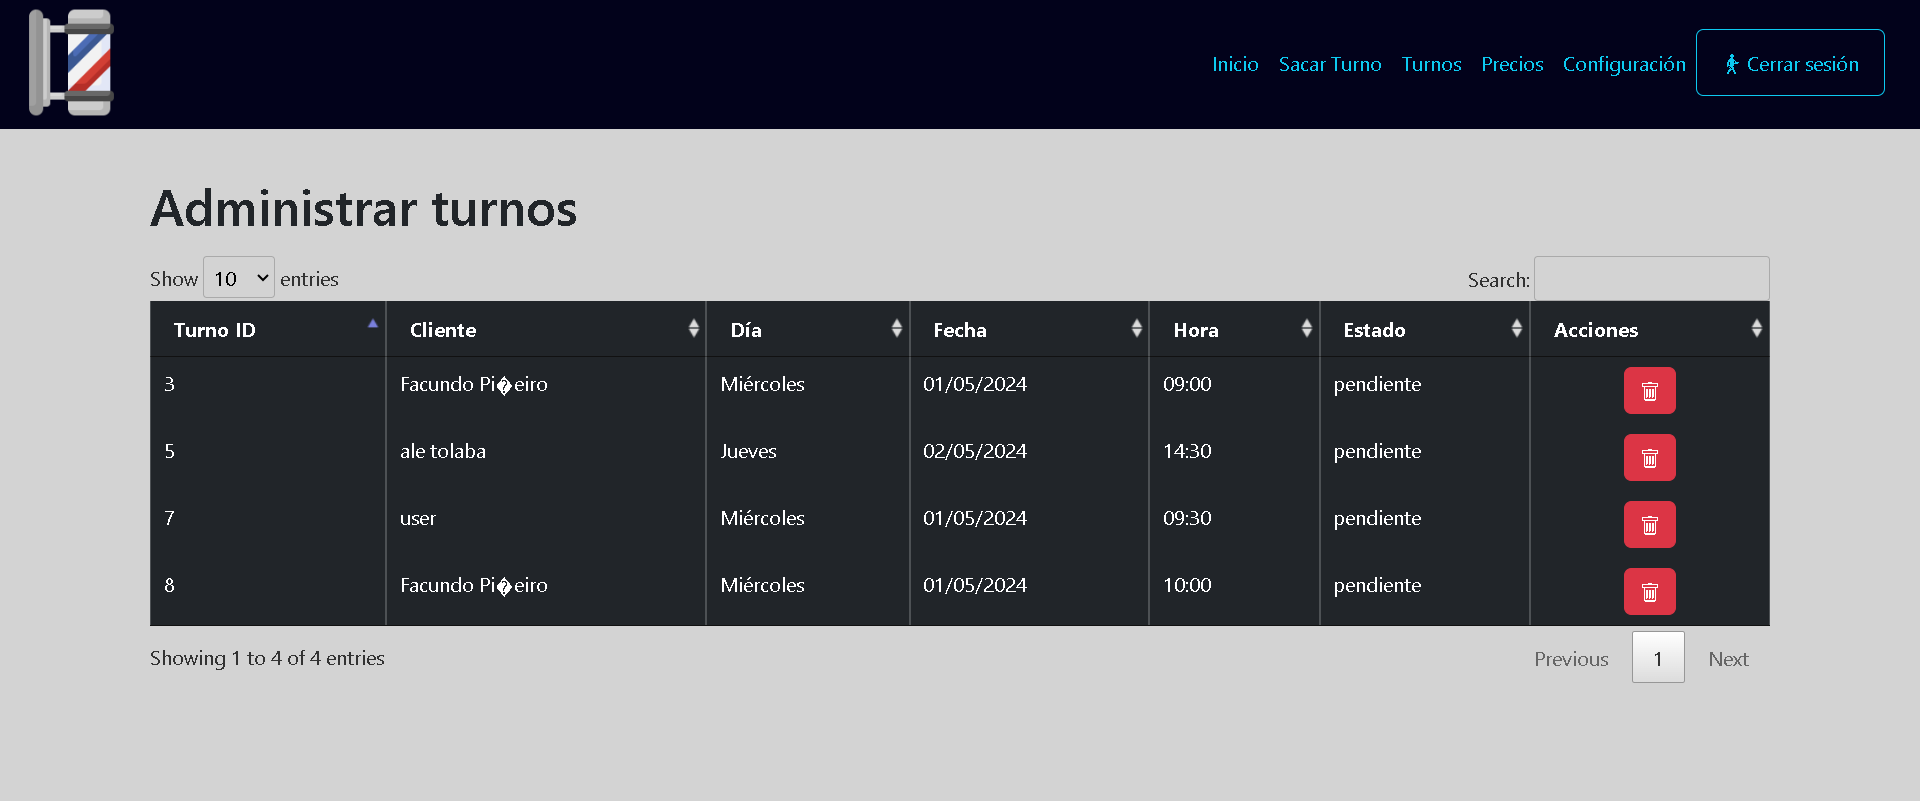 Inicio Sacar Turno Turnos Precios Configuración Cerrar sesión
Administrar turnos
Show 10 entries Search:
Turno ID Cliente Día Fecha Hora Estado Acciones
3 Facundo Pi�eiro Miércoles 01/05/2024 09:00 pendiente
5 ale tolaba Jueves 02/05/2024 14:30 pendiente
7 user Miércoles 01/05/2024 09:30 pendiente
8 Facundo Pi�eiro Miércoles 01/05/2024 10:00 pendiente
Showing 1 to 4 of 4 entries Previous 1 Next